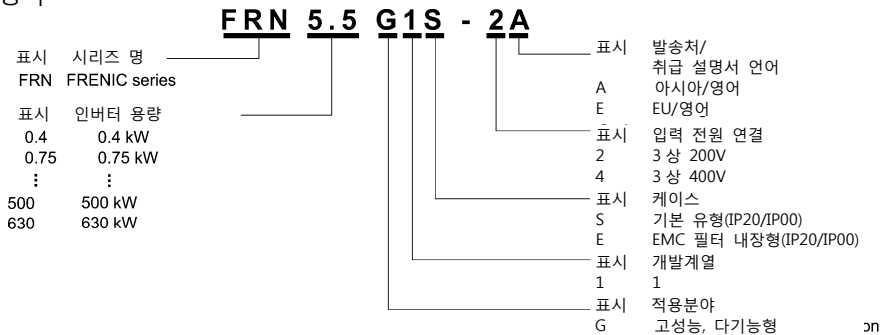 FRN 5.5 G1S - 2A
표시 시리즈 명
FRN FRENIC series
표시 인버터 용량
0.4 0.4 kW
0.75 0.75 kW
⋮ ⋮
500 500 kW
630 630 kW
표시 발송처/
취급 설명서 언어
A 아시아/영어
E EU/영어
표시 입력 전원 연결
2 3상 200V
4 3상 400V
표시 케이스
S 기본 유형(IP20/IP00)
E EMC 필터 내장형(IP20/IP00)
표시 개발계열
1 1
표시 적용분야
G 고성능, 다기능형